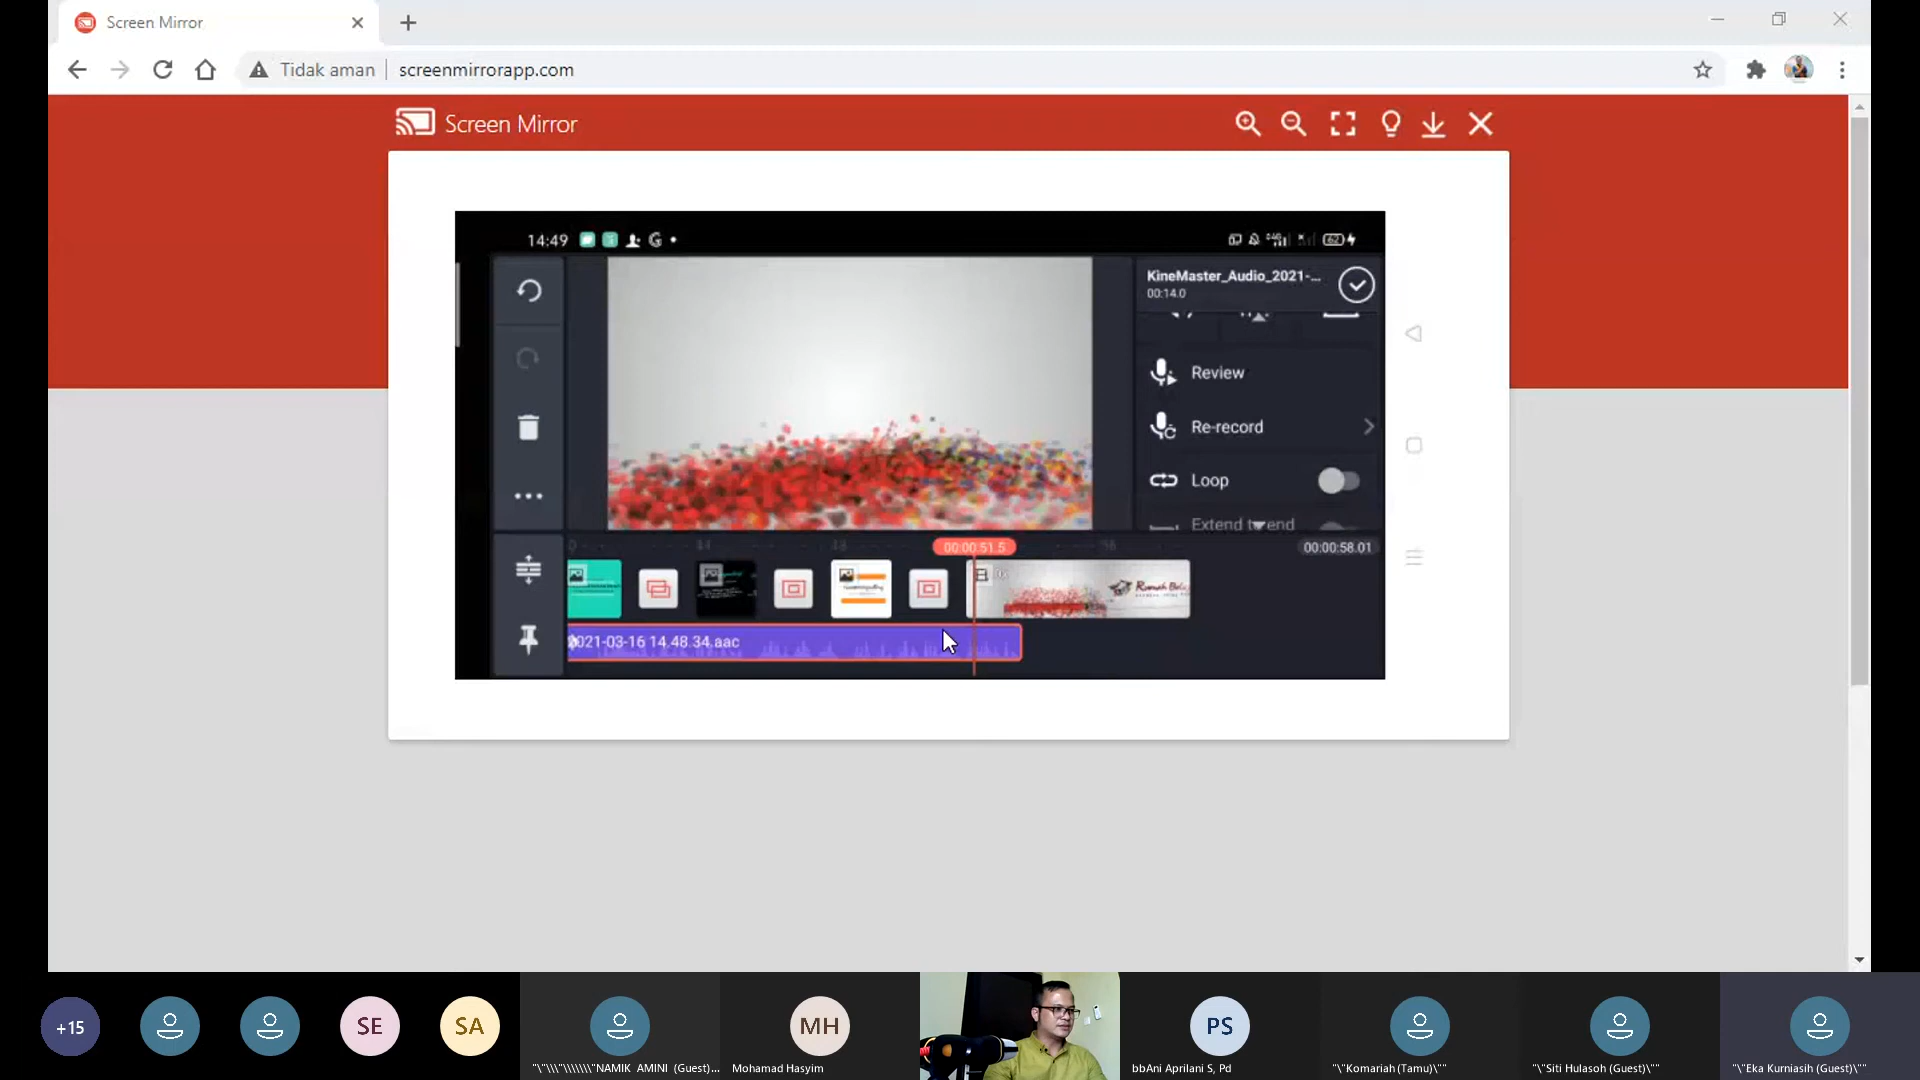 Screen Mirror
Tidak aman
screenmirrorapp.com
Screen Mirror
14:49
62
KineMaster_Audio_2021-...
00:14.0
Review
Re-record
Loop
Extend t end
00:00:51.5
00:00:58.01
2021-03-16 14.48.34.aac
+15
SE
SA
MH
PS
"\"\\\"\\\\\\\"NAMIK AMINI (Guest)...
Mohamad Hasyim
bbAni Aprilani S, Pd
"\"Komariah (Tamu)\""
"\"Siti Hulasoh (Guest)\""
"\"Eka Kurniasih (Guest)\""